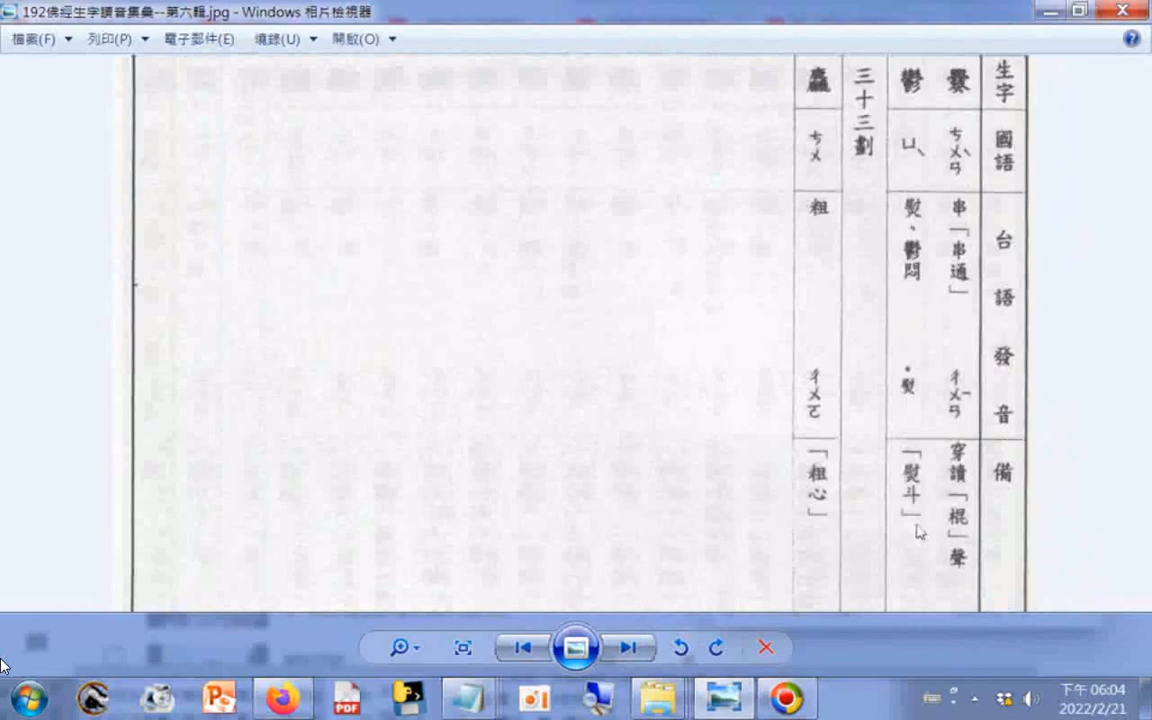 192佛經生字讀音集彙--第六輯.jpg - Windows 相片檢視器
檔案(F) 列印(P) 電子郵件(E) 燒錄(U) 開啟(O)
生字 國語 台語發音 備
爨 ㄘㄨㄢˋ 串「串通」 ㄔㄨㄢ 穿讀「棍」聲
鬱 ㄩˋ 熨、鬱悶 •熨 「熨斗」
三十三劃
麤 ㄘㄨ 粗 ㄔㄨㄛ 「粗心」
下午 06:04
2022/2/21